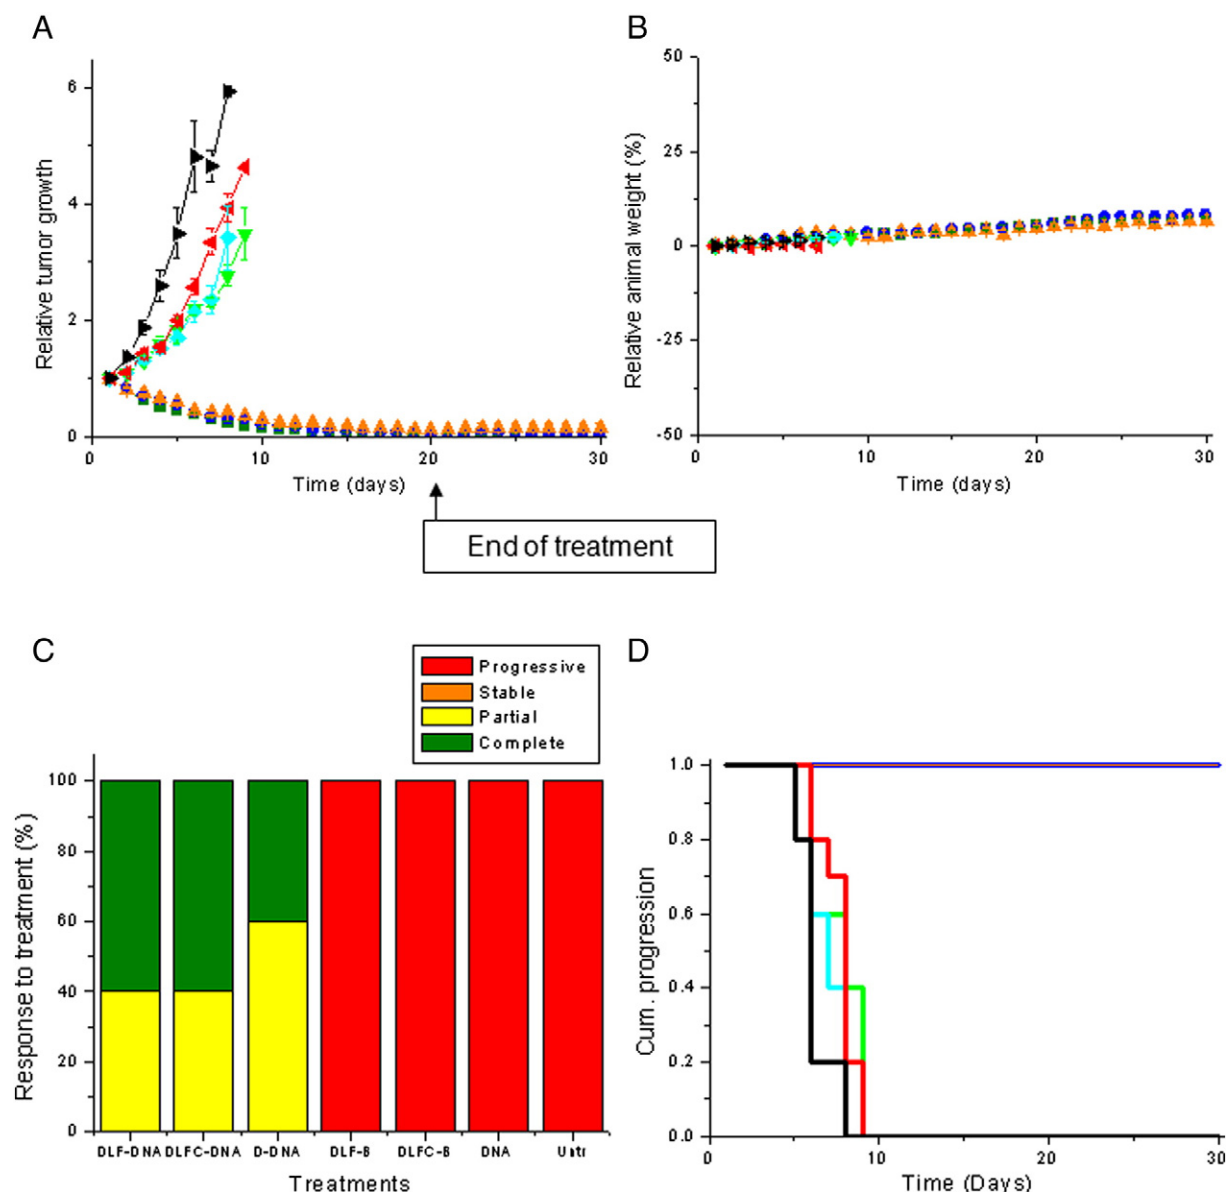 A
Relative tumor growth
6
4
2
0
0
10
20
30
Time (days)
End of treatment
B
Relative animal weight (%)
50
25
0
-25
-50
0
10
20
30
Time (days)
C
Progressive
Stable
Partial
Complete
Response to treatment (%)
100
80
60
40
20
0
DLF-DNA DLFC-DNA D-DNA DLF-B DLFC-B DNA Untr
Treatments
D
Cum. progression
1.0
0.8
0.6
0.4
0.2
0.0
0
10
20
30
Time (Days)